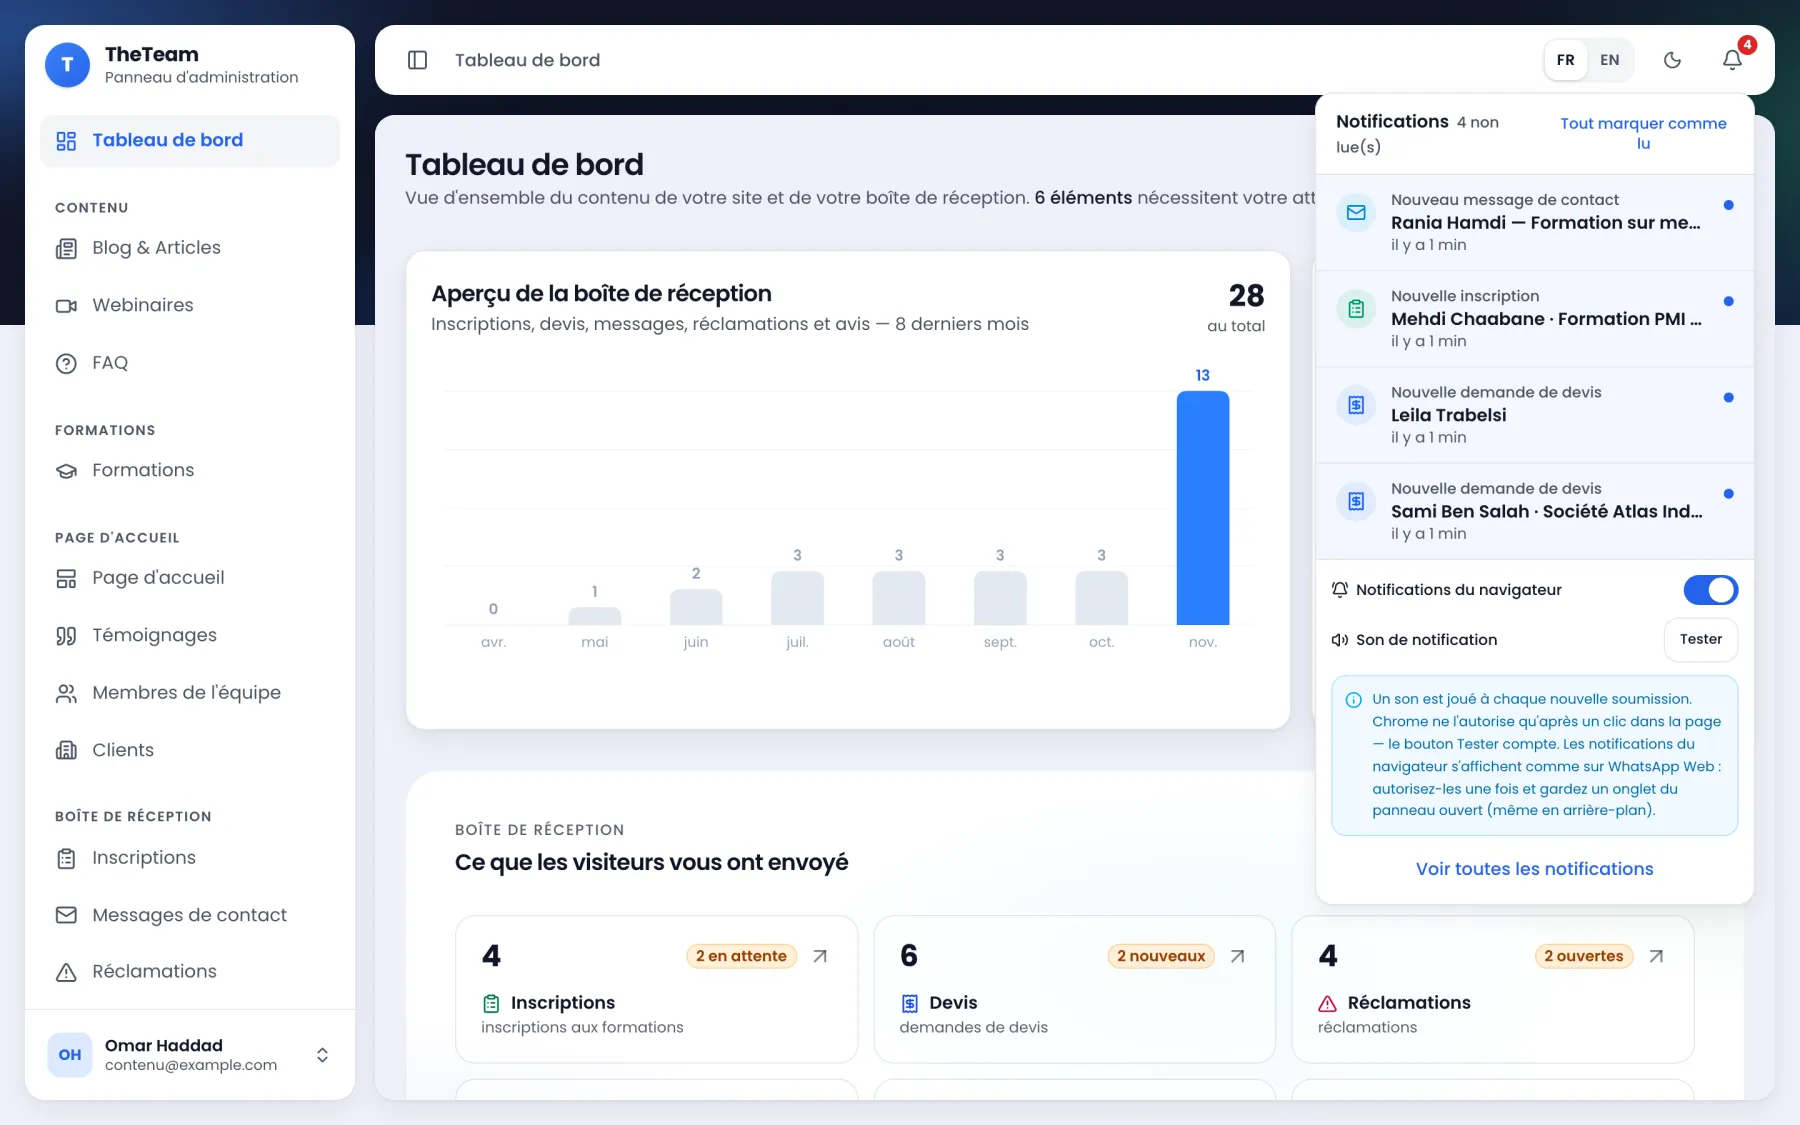 TheTeam
T
Panneau d'administration
Tableau de bord
CONTENU
Blog & Articles
Webinaires
FAQ
FORMATIONS
Formations
PAGE D'ACCUEIL
Page d'accueil
Témoignages
Membres de l'équipe
Clients
BOÎTE DE RÉCEPTION
Inscriptions
Messages de contact
Réclamations
OH
Omar Haddad
contenu@example.com
Tableau de bord
FR EN
4
Tableau de bord
Vue d'ensemble du contenu de votre site et de votre boîte de réception. 6 éléments nécessitent votre att
Aperçu de la boîte de réception
Inscriptions, devis, messages, réclamations et avis — 8 derniers mois
28
au total
0 1 2 3 3 3 3 13
avr. mai juin juil. août sept. oct. nov.
BOÎTE DE RÉCEPTION
Ce que les visiteurs vous ont envoyé
4
2 en attente
Inscriptions
inscriptions aux formations
6
2 nouveaux
Devis
demandes de devis
4
2 ouvertes
Réclamations
réclamations
Notifications 4 non
lue(s)
Tout marquer comme
lu
Nouveau message de contact
Rania Hamdi — Formation sur me...
il y a 1 min
Nouvelle inscription
Mehdi Chaabane · Formation PMI ...
il y a 1 min
Nouvelle demande de devis
Leila Trabelsi
il y a 1 min
Nouvelle demande de devis
Sami Ben Salah · Société Atlas Ind...
il y a 1 min
Notifications du navigateur
Son de notification
Tester
Un son est joué à chaque nouvelle soumission.
Chrome ne l'autorise qu'après un clic dans la page
— le bouton Tester compte. Les notifications du
navigateur s'affichent comme sur WhatsApp Web :
autorisez-les une fois et gardez un onglet du
panneau ouvert (même en arrière-plan).
Voir toutes les notifications